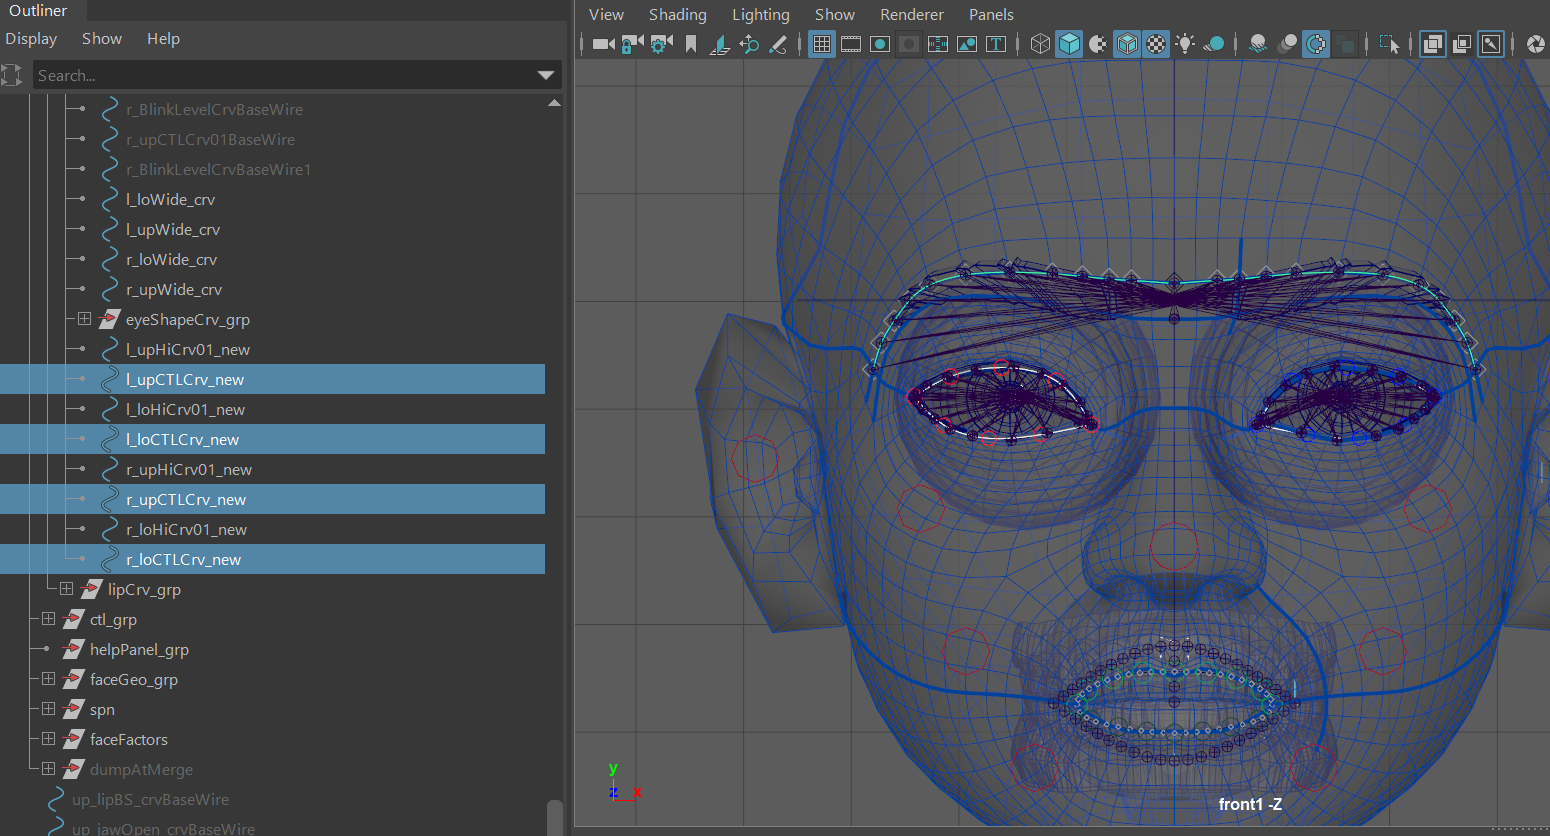 Outliner
Display Show Help
Search...
r_BlinkLevelCrvBaseWire
r_upCTLCrv01BaseWire
r_BlinkLevelCrvBaseWire1
l_loWide_crv
l_upWide_crv
r_loWide_crv
r_upWide_crv
eyeShapeCrv_grp
l_upHiCrv01_new
l_upCTLCrv_new
l_loHiCrv01_new
l_loCTLCrv_new
r_upHiCrv01_new
r_upCTLCrv_new
r_loHiCrv01_new
r_loCTLCrv_new
lipCrv_grp
ctl_grp
helpPanel_grp
faceGeo_grp
spn
faceFactors
dumpAtMerge
up_lipBS_crvBaseWire
up_jawOpen_crvBaseWire
View Shading Lighting Show Renderer Panels
T
y
z x
front1 -Z